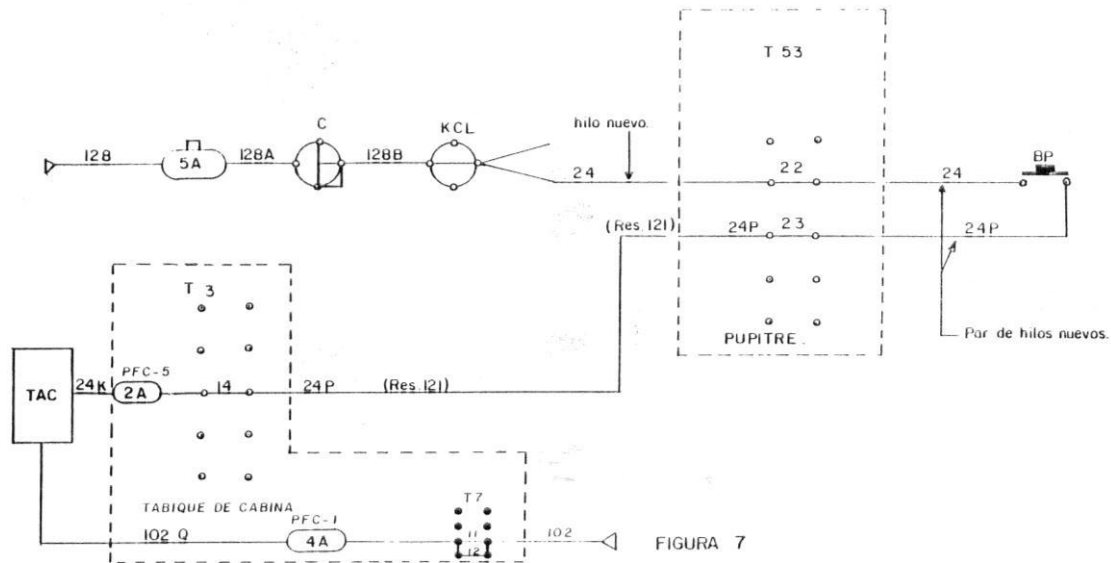 T 53
C
KCL
hilo nuevo.
BP
128
5A
128A
128B
24
22
24
(Res. 121)
24P
23
24P
T 3
PUPITRE.
Par de hilos nuevos.
PFC-5
TAC
24K
2A
14
24P
(Res. 121)
TABIQUE DE CABINA
T7
PFC-1
102 Q
4A
11
102
12
FIGURA 7